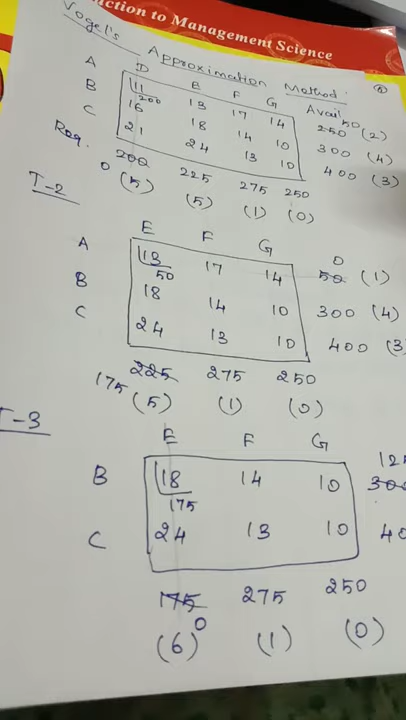 ction to Management Science
Vogel's Approximation Method:
D E F G Avail
A 11 13 17 14 250 50 (2)
200
B 16 18 14 10 300 (4)
C 21 24 13 10 400 (3)
Req. 200 225 275 250
0 (5) (5) (1) (0)
T-2
E F G
A 13 17 14 50 0 (1)
50
B 18 14 10 300 (4)
C 24 13 10 400 (3
225 275 250
175 (5) (1) (0)
T-3
E F G
B 18 14 10
175
C 24 13 10
175 275 250
0
(6) (1) (0)